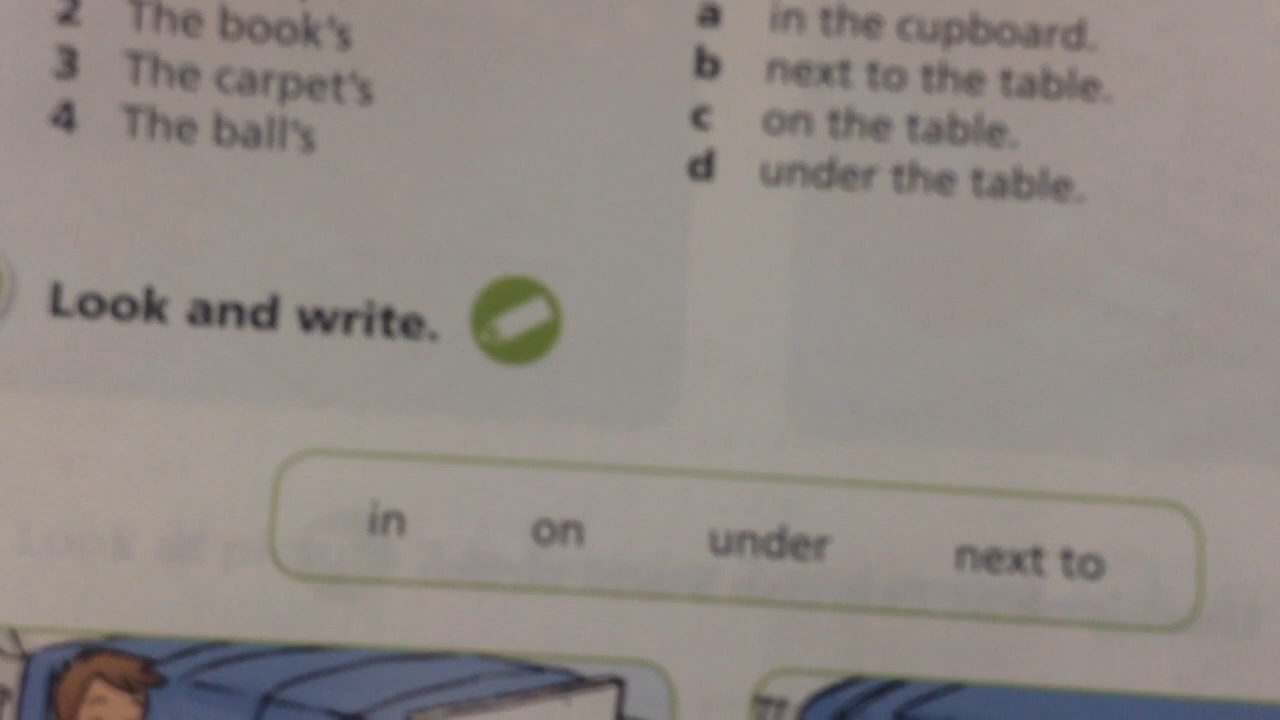 2 The book's a in the cupboard.
3 The carpet's b next to the table.
4 The ball's c on the table.
d under the table.
Look and write.
in on under next to